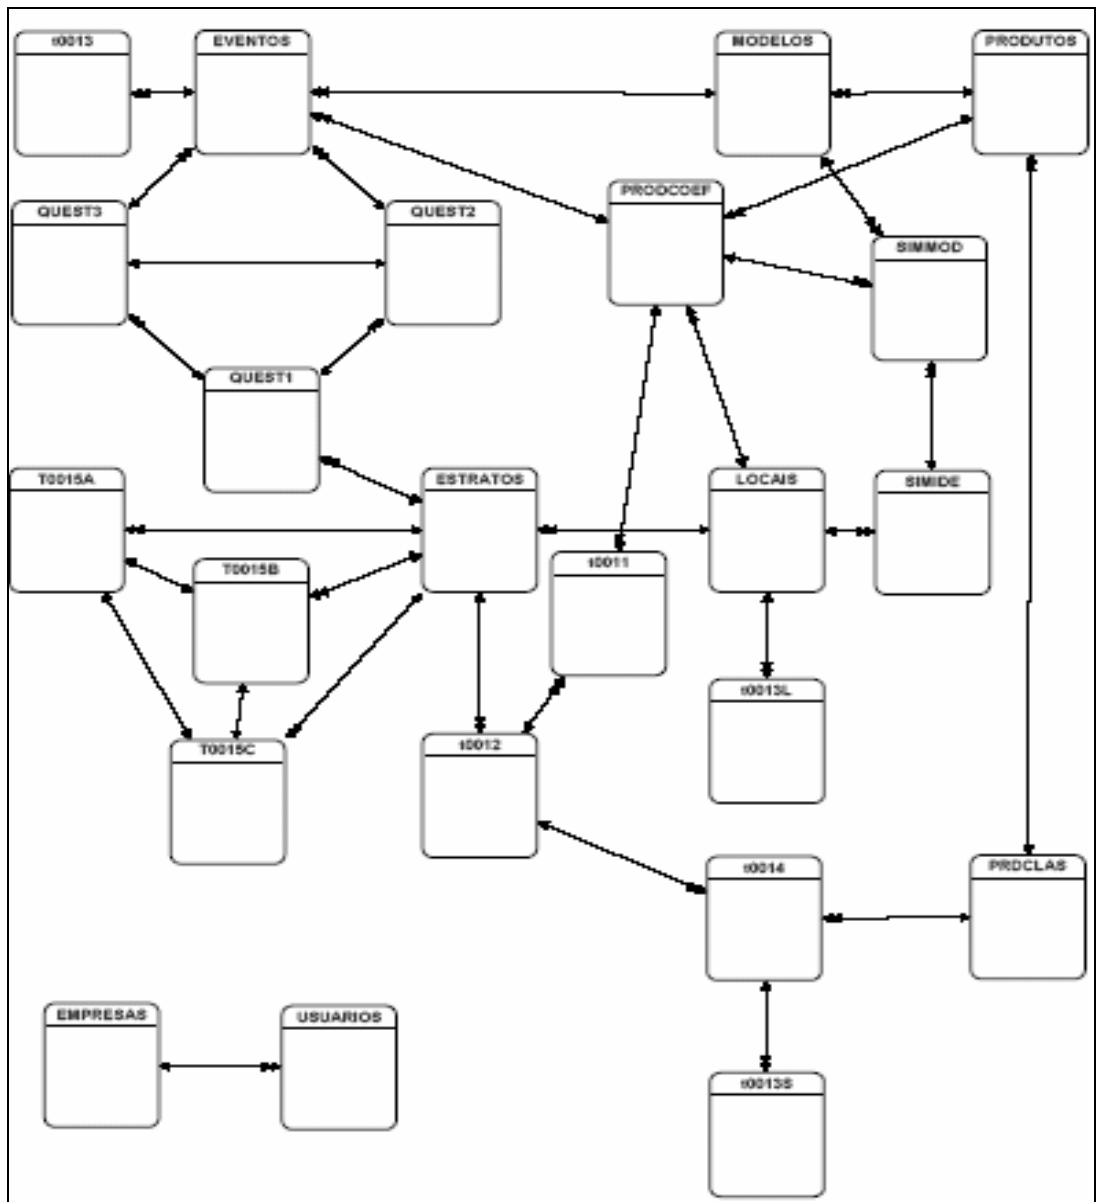 t0013
EVENTOS
MODELOS
PRODUTOS
PRODCOEF
QUEST3
QUEST2
SIMMOD
QUEST1
T0015A
ESTRATOS
LOCAIS
SIMIDE
T0015B
t0011
t0013L
T0015C
t0012
t0014
PRDCLAS
EMPRESAS
USUARIOS
t0013S